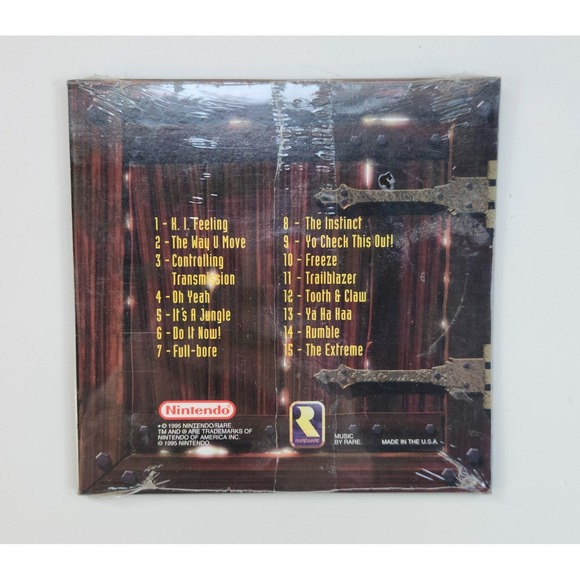 1 - K. I. Feeling
2 - The Way U Move
3 - Controlling
Transmission
4 - Oh Yeah
5 - It's A Jungle
6 - Do It Now!
7 - Full-bore
8 - The Instinct
9 - Yo Check This Out!
10 - Freeze
11 - Trailblazer
12 - Tooth & Claw
13 - Ya Ha Haa
14 - Rumble
15 - The Extreme
Nintendo
© 1995 NINTENDO/RARE.
TM AND ® ARE TRADEMARKS OF
NINTENDO OF AMERICA INC.
© 1995 NINTENDO.
R
RAREWARE
MUSIC
BY RARE.
MADE IN THE U.S.A